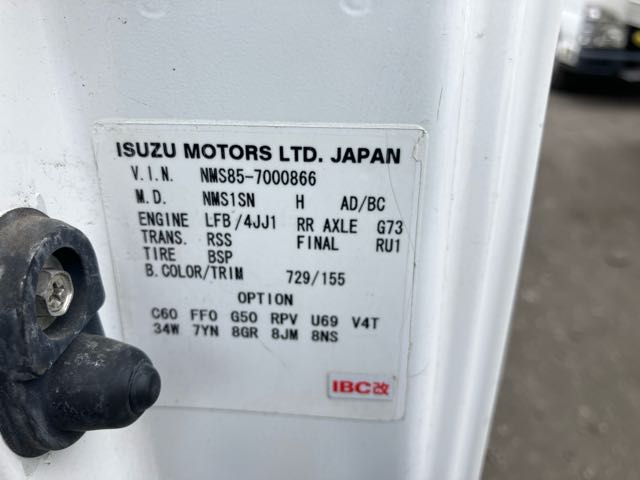 ISUZU MOTORS LTD. JAPAN
V.I.N. NMS85-7000866
M.D. NMS1SN H AD/BC
ENGINE LFB/4JJ1 RR AXLE G73
TRANS. RSS FINAL RU1
TIRE BSP
B.COLOR/TRIM 729/155
OPTION
C60 FF0 G50 RPV U69 V4T
34W 7YN 8GR 8JM 8NS
IBC改